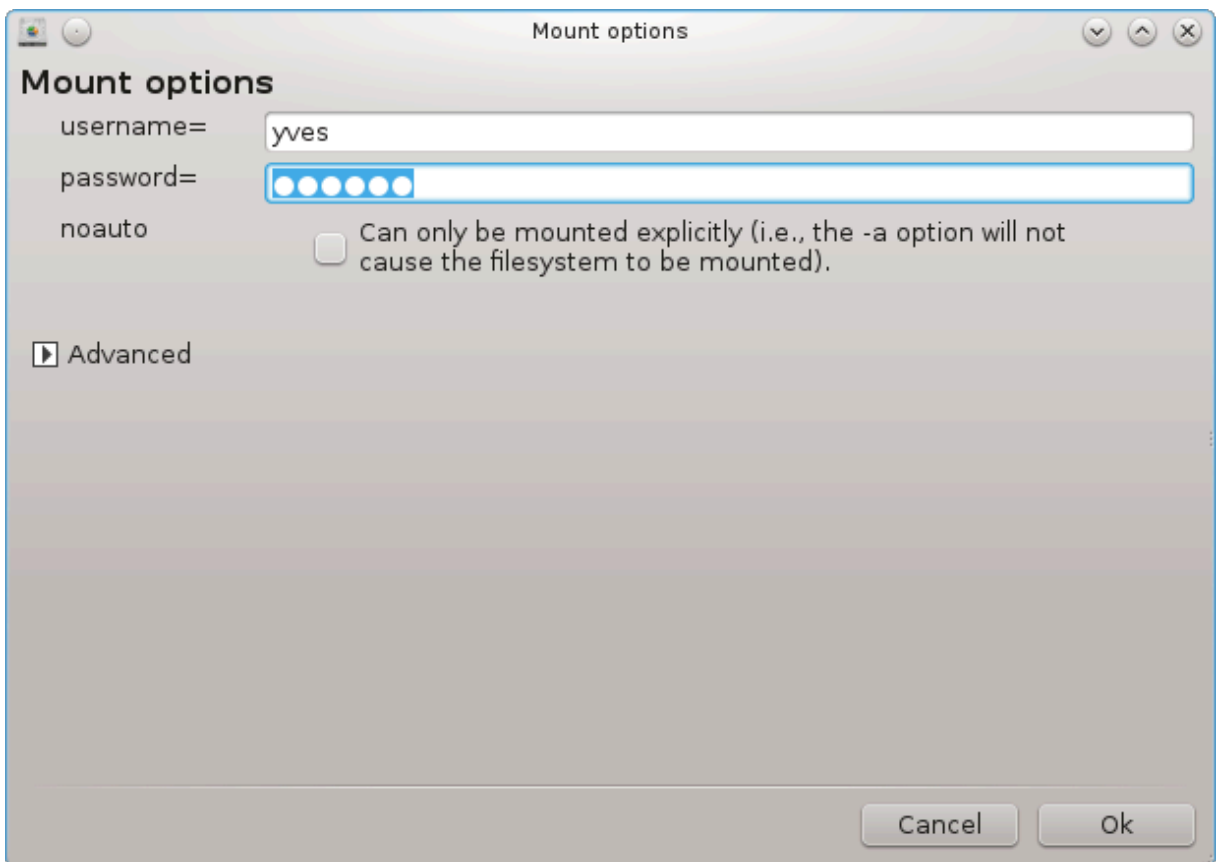 Mount options
Mount options
username= yves
password= ●●●●●●
noauto Can only be mounted explicitly (i.e., the -a option will not
cause the filesystem to be mounted).
Advanced
Cancel Ok